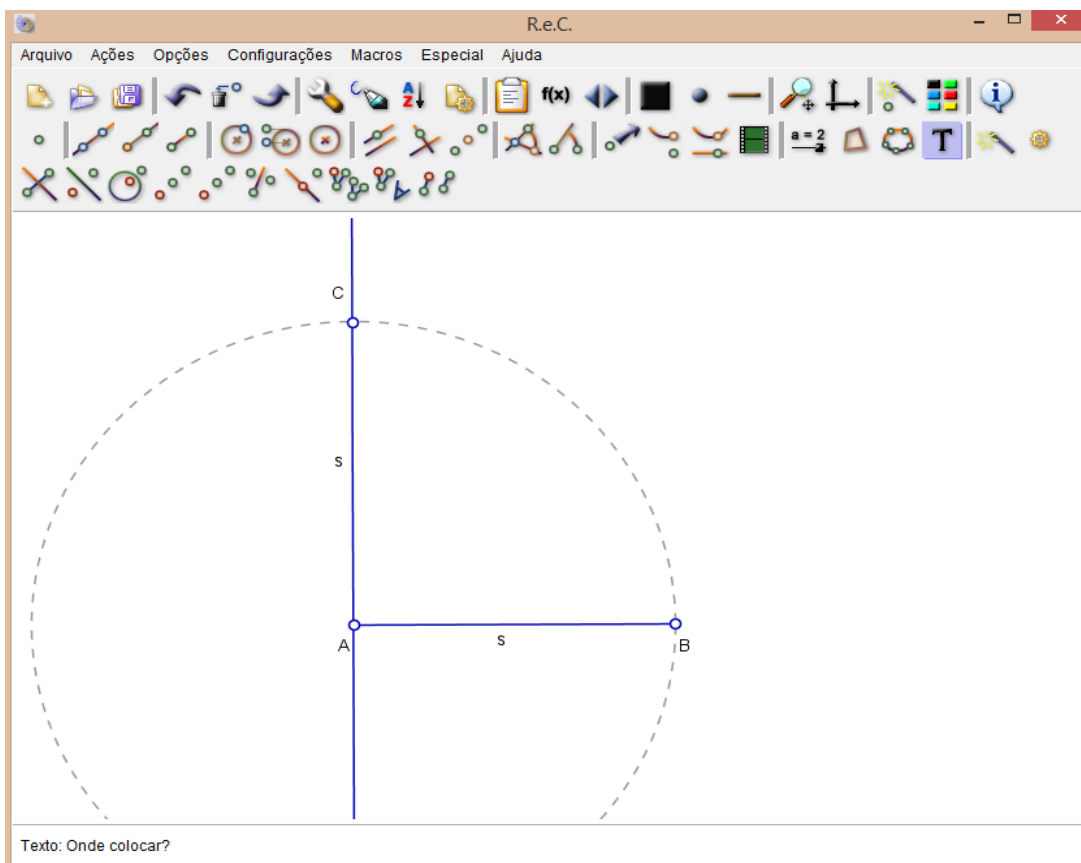 R.e.C.
Arquivo Ações Opções Configurações Macros Especial Ajuda
A Z f(x) i
a = 2 T
C
s
A s B
Texto: Onde colocar?